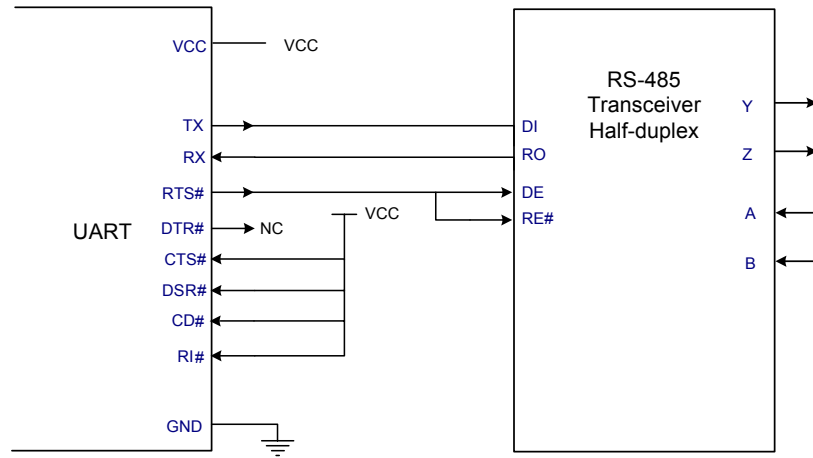 VCC VCC
RS-485
Transceiver
Half-duplex
TX
RX
RTS#
DTR# NC
CTS#
DSR#
CD#
RI#
GND
UART
VCC
DI
RO
DE
RE#
Y
Z
A
B